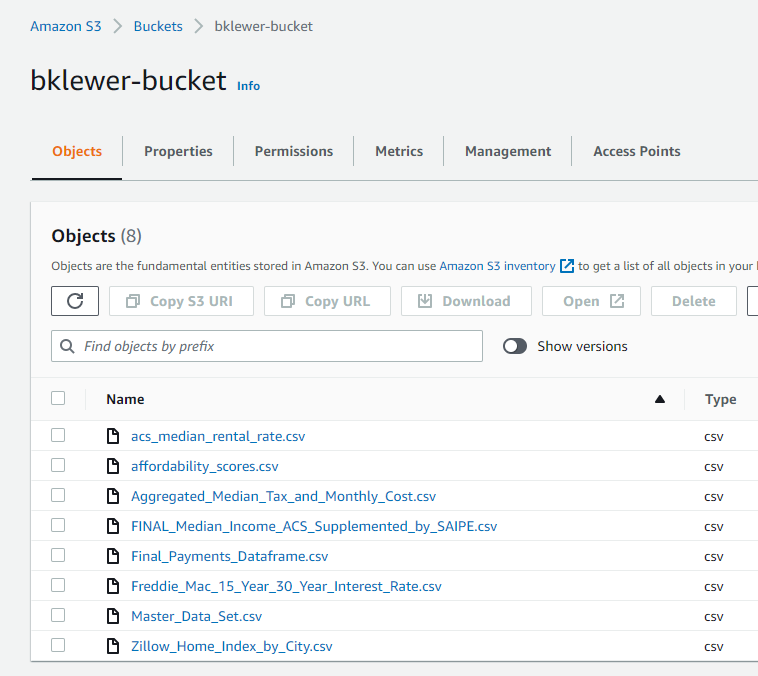 Amazon S3 > Buckets > bklewer-bucket
bklewer-bucket Info
Objects Properties Permissions Metrics Management Access Points
Objects (8)
Objects are the fundamental entities stored in Amazon S3. You can use Amazon S3 inventory to get a list of all objects in your
Copy S3 URI Copy URL Download Open Delete
Find objects by prefix Show versions
Name Type
acs_median_rental_rate.csv csv
affordability_scores.csv csv
Aggregated_Median_Tax_and_Monthly_Cost.csv csv
FINAL_Median_Income_ACS_Supplemented_by_SAIPE.csv csv
Final_Payments_Dataframe.csv csv
Freddie_Mac_15_Year_30_Year_Interest_Rate.csv csv
Master_Data_Set.csv csv
Zillow_Home_Index_by_City.csv csv